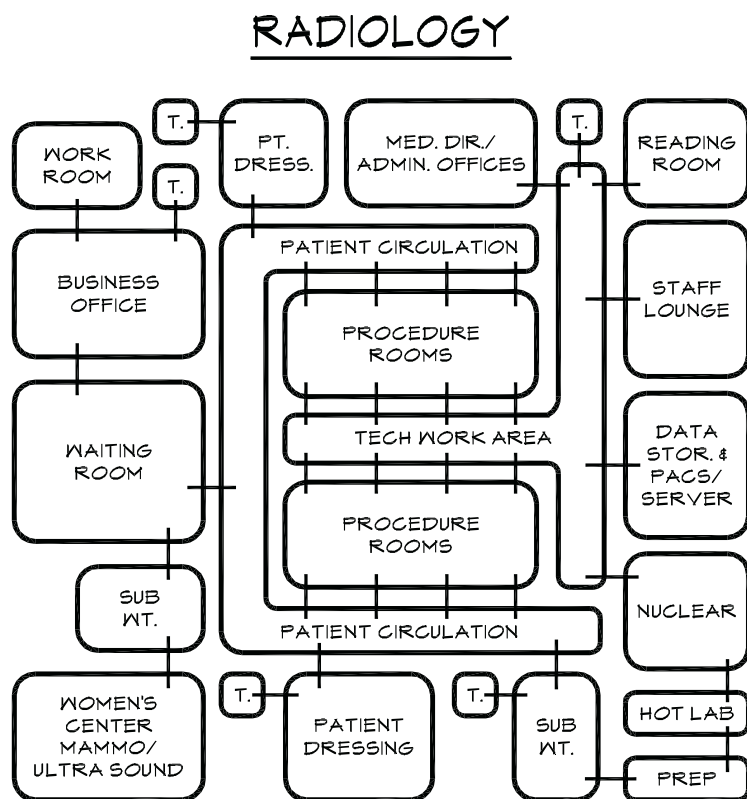 RADIOLOGY
T.
PT.
DRESS.
MED. DIR./
ADMIN. OFFICES
T.
READING
ROOM
WORK
ROOM
T.
PATIENT CIRCULATION
BUSINESS
OFFICE
STAFF
LOUNGE
PROCEDURE
ROOMS
TECH WORK AREA
WAITING
ROOM
DATA
STOR. &
PACS/
SERVER
PROCEDURE
ROOMS
SUB
WT.
NUCLEAR
PATIENT CIRCULATION
WOMEN'S
CENTER
MAMMO/
ULTRA SOUND
T.
PATIENT
DRESSING
T.
SUB
WT.
HOT LAB
PREP